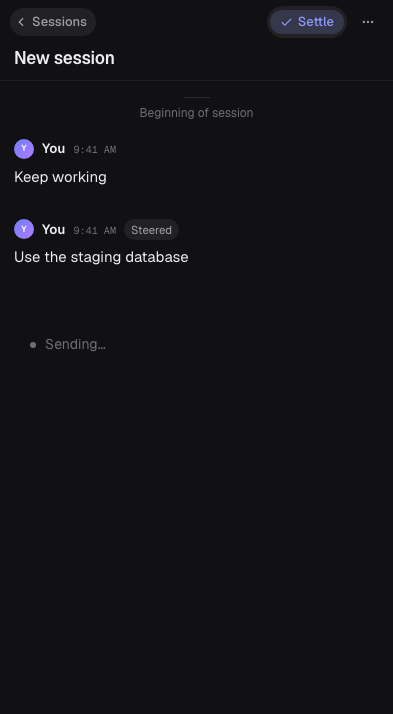 Sessions
Settle
New session
Beginning of session
Y You 9:41 AM
Keep working
Y You 9:41 AM Steered
Use the staging database
Sending…